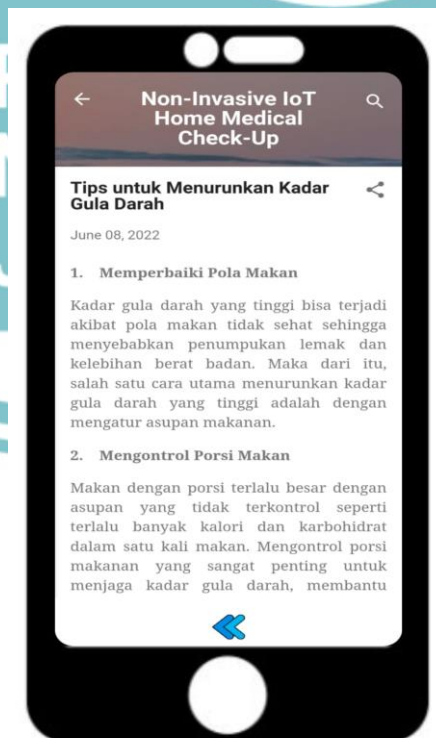 Non-Invasive IoT
Home Medical
Check-Up
Tips untuk Menurunkan Kadar
Gula Darah
June 08, 2022
1. Memperbaiki Pola Makan
Kadar gula darah yang tinggi bisa terjadi
akibat pola makan tidak sehat sehingga
menyebabkan penumpukan lemak dan
kelebihan berat badan. Maka dari itu,
salah satu cara utama menurunkan kadar
gula darah yang tinggi adalah dengan
mengatur asupan makanan.
2. Mengontrol Porsi Makan
Makan dengan porsi terlalu besar dengan
asupan yang tidak terkontrol seperti
terlalu banyak kalori dan karbohidrat
dalam satu kali makan. Mengontrol porsi
makanan yang sangat penting untuk
menjaga kadar gula darah, membantu